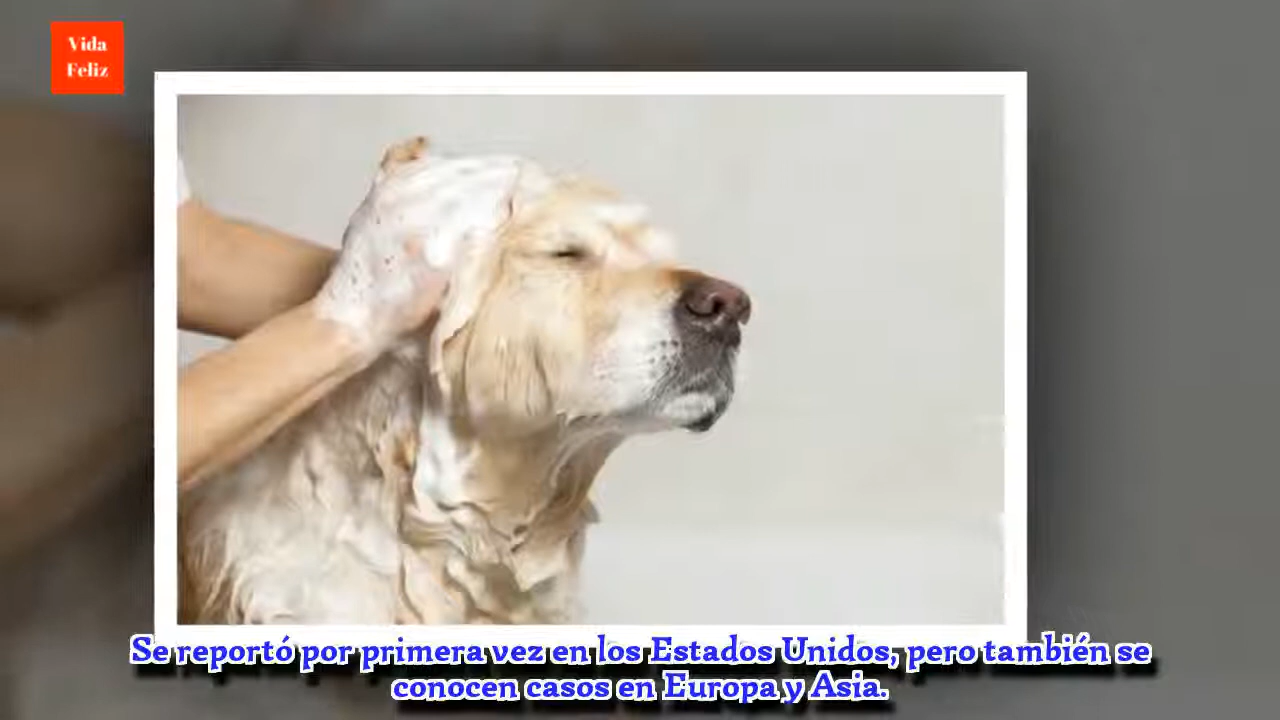 Vida
Feliz
Se reportó por primera vez en los Estados Unidos, pero también se
conocen casos en Europa y Asia.